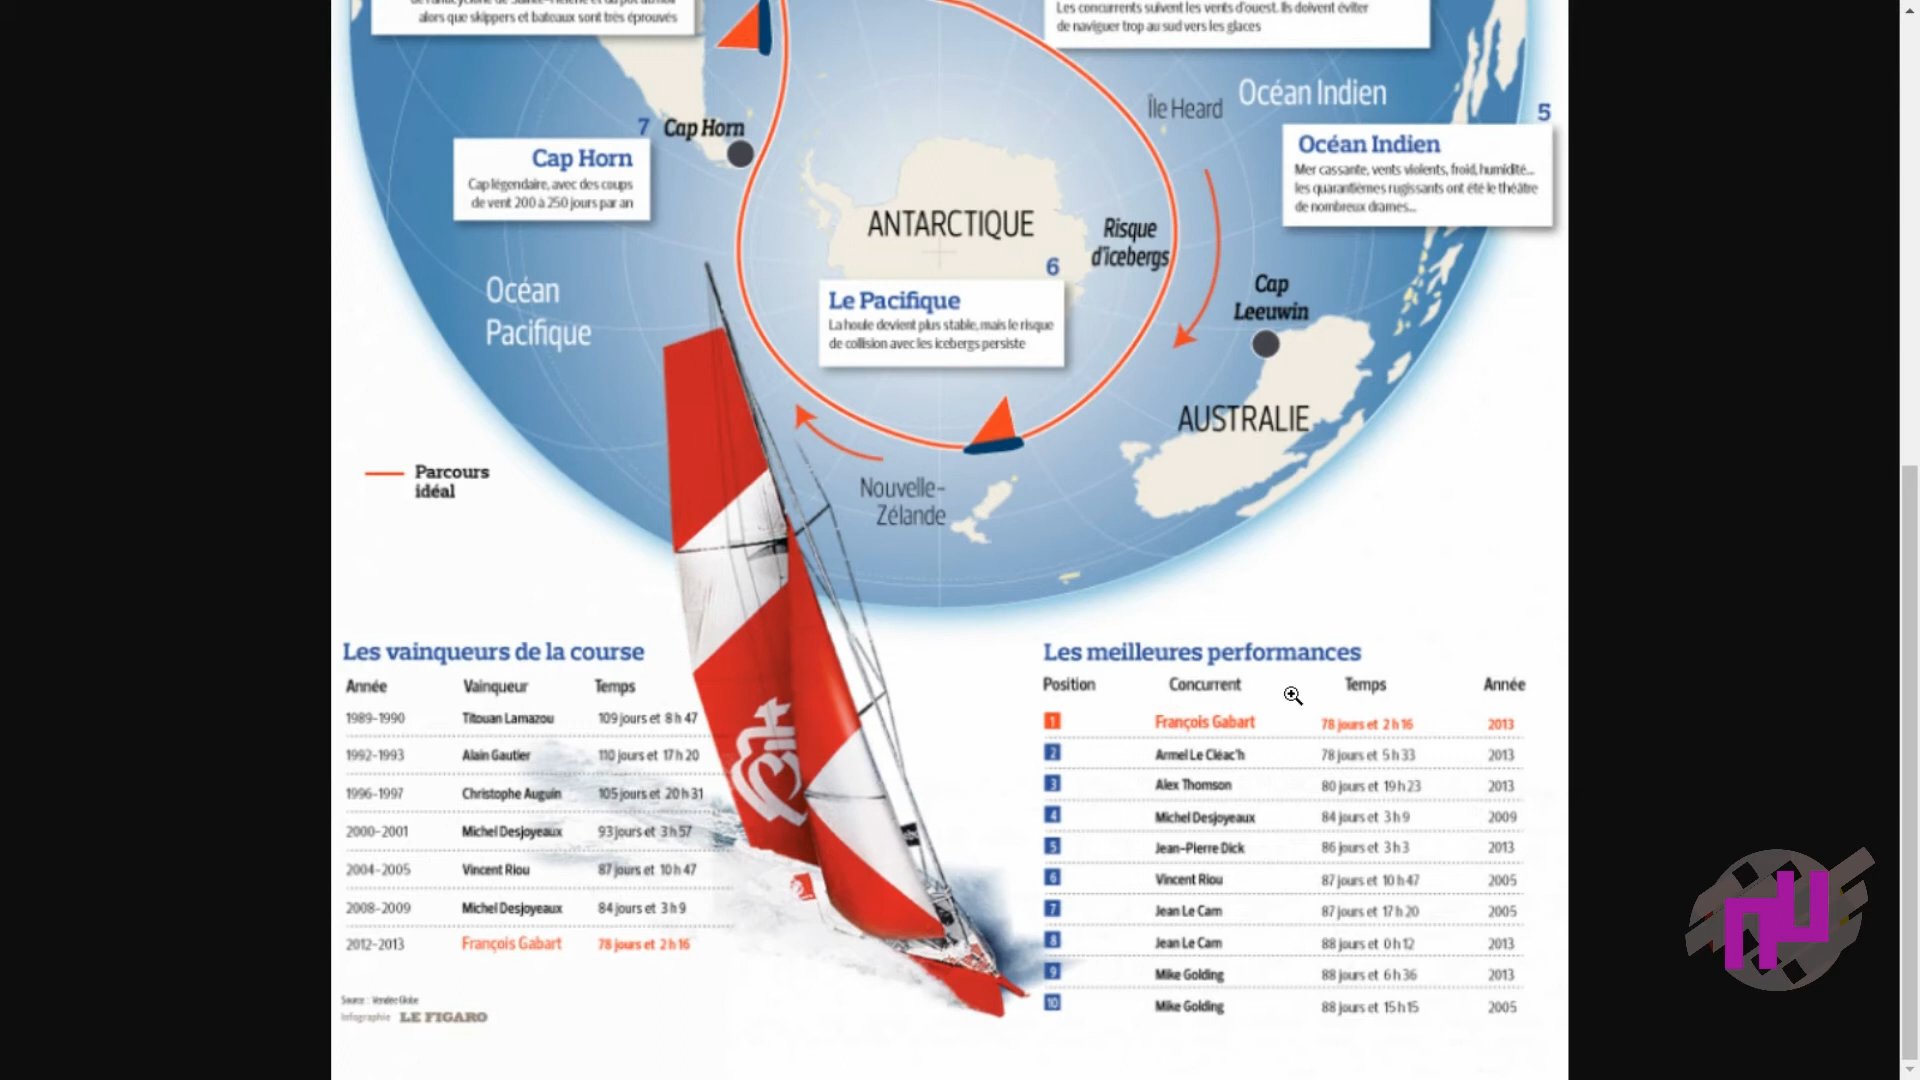 alors que skippers et bateaux sont très éprouvés
Les concurrents suivent les vents d'ouest. Ils doivent éviter
de naviguer trop au sud vers les glaces
Île Heard
Océan Indien
5
Océan Indien
Mer cassante, vents violents, froid, humidité...
les quarantièmes rugissants ont été le théâtre
de nombreux drames...
7
Cap Horn
Cap Horn
Cap légendaire, avec des coups
de vent 200 à 250 jours par an
ANTARCTIQUE
Risque
d'icebergs
6
Le Pacifique
La houle devient plus stable, mais le risque
de collision avec les icebergs persiste
Océan
Pacifique
Cap
Leeuwin
AUSTRALIE
Nouvelle-
Zélande
Parcours
idéal
Les vainqueurs de la course
Année Vainqueur Temps
1989-1990 Titouan Lamazou 109 jours et 8 h 47
1992-1993 Alain Gautier 110 jours et 17 h 20
1996-1997 Christophe Auguin 105 jours et 20 h 31
2000-2001 Michel Desjoyeaux 93 jours et 3 h 57
2004-2005 Vincent Riou 87 jours et 10 h 47
2008-2009 Michel Desjoyeaux 84 jours et 3 h 9
2012-2013 François Gabart 78 jours et 2 h 16
Source : Vendée Globe
Infographie LE FIGARO
Les meilleures performances
Position Concurrent Temps Année
1 François Gabart 78 jours et 2 h 16 2013
2 Armel Le Cléac'h 78 jours et 5 h 33 2013
3 Alex Thomson 80 jours et 19 h 23 2013
4 Michel Desjoyeaux 84 jours et 3 h 9 2009
5 Jean-Pierre Dick 86 jours et 3 h 3 2013
6 Vincent Riou 87 jours et 10 h 47 2005
7 Jean Le Cam 87 jours et 17 h 20 2005
8 Jean Le Cam 88 jours et 0 h 12 2013
9 Mike Golding 88 jours et 6 h 36 2013
10 Mike Golding 88 jours et 15 h 15 2005